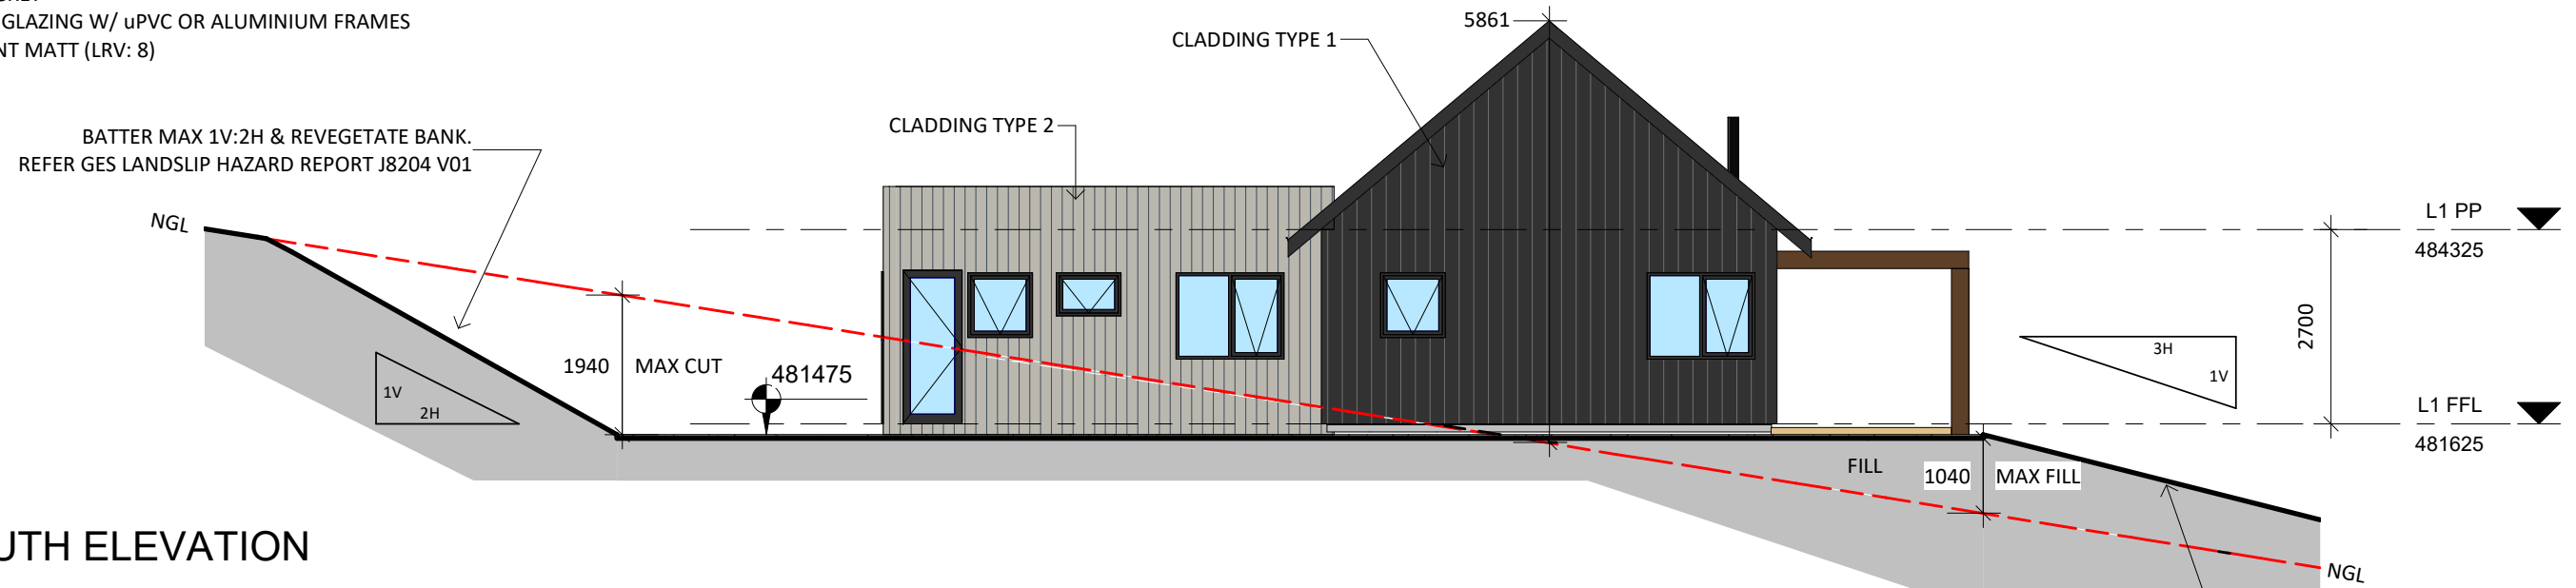 GLAZING W/ uPVC OR ALUMINIUM FRAMES
MATT (LRV: 8)
5861
CLADDING TYPE 1
CLADDING TYPE 2
BATTER MAX 1V:2H & REVEGETATE BANK.
REFER GES LANDSLIP HAZARD REPORT J8204 V01
NGL
L1 PP
484325
2700
3H
1V
1940 MAX CUT
481475
1V
2H
L1 FFL
481625
FILL
1040 MAX FILL
ELEVATION
NGL